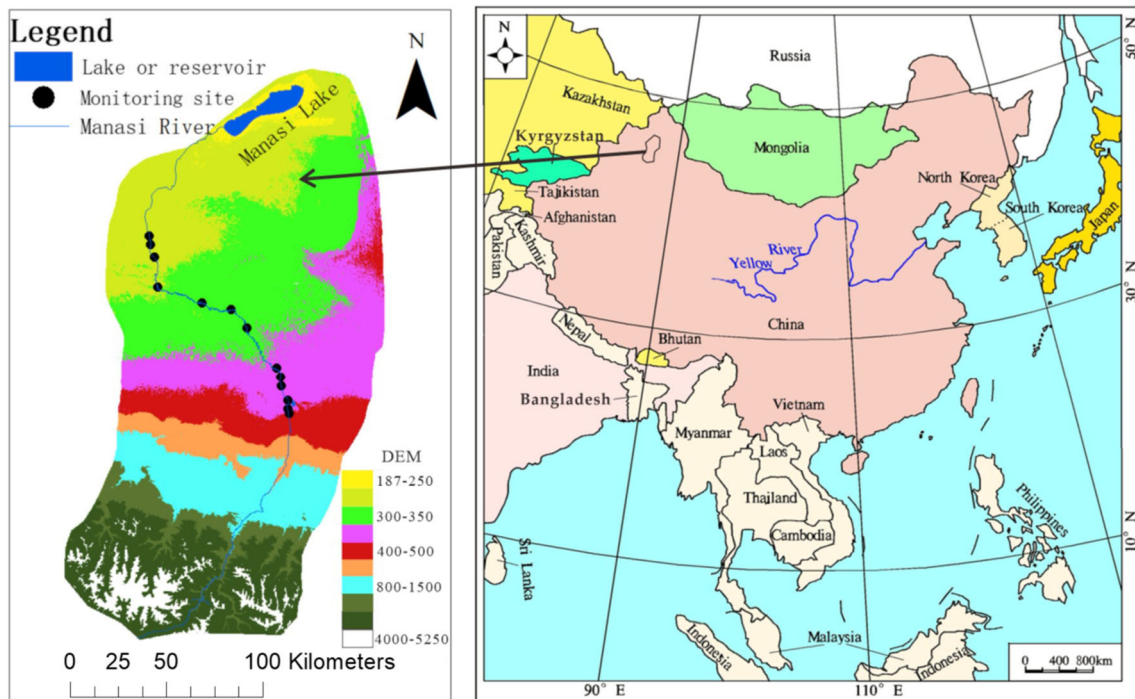 Legend
Lake or reservoir
Monitoring site
Manasi River
N
Manasi Lake
DEM
187-250
300-350
400-500
800-1500
4000-5250
0 25 50 100 Kilometers
N
Russia
50° N
Kazakhstan
Kyrgyzstan
Mongolia
Tajikistan
Afghanistan
North Korea
South Korea
Japan
Pakistan
Kashmir
Yellow River
30° N
China
Nepal
Bhutan
India
Bangladesh
Vietnam
Myanmar
Laos
Thailand
Philippines
Cambodia
10° N
Sri Lanka
Malaysia
Indonesia
Indonesia
0 400 800km
90° E
110° E